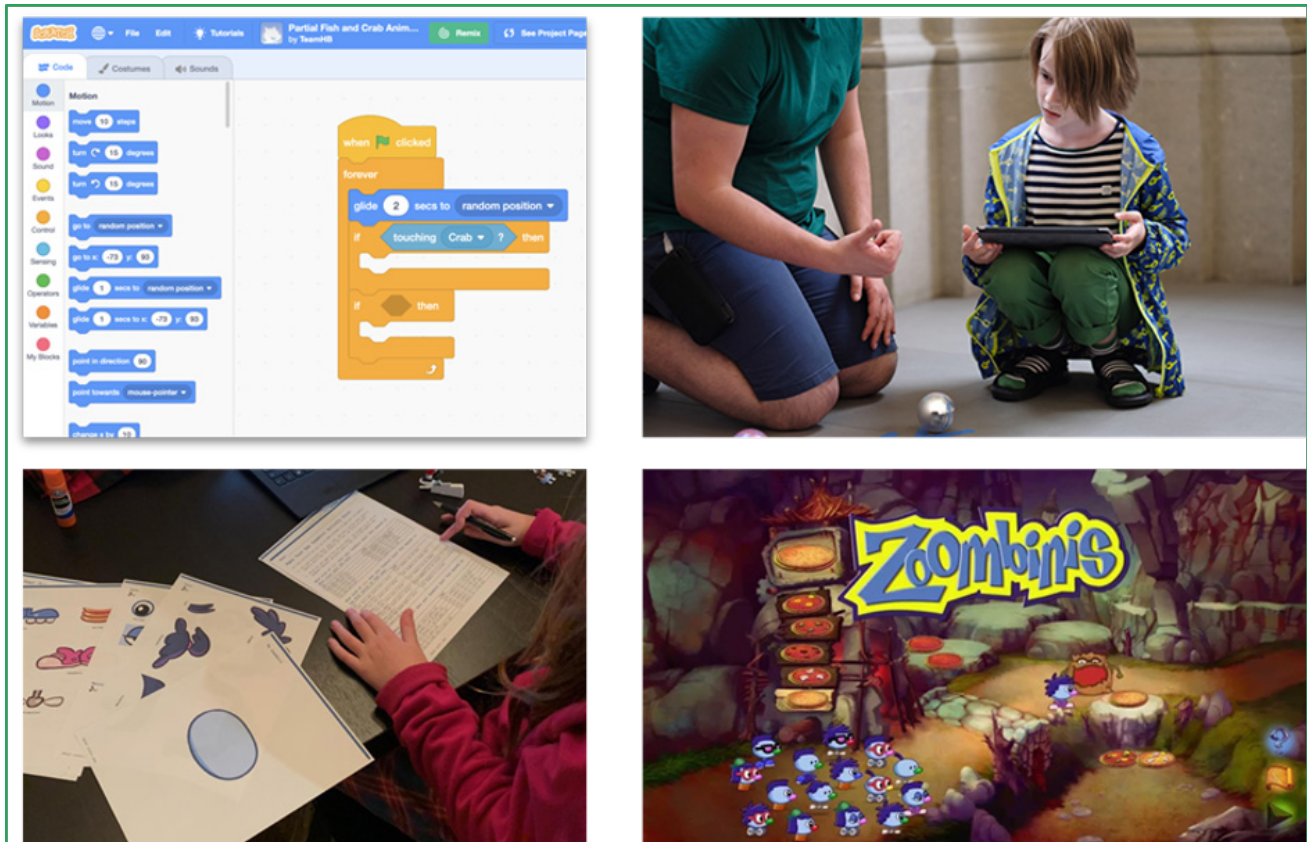 SCRATCH File Edit Tutorials Partial Fish and Crab Anim... by TeamHB Remix See Project Page
Code Costumes Sounds
Motion
Looks
Sound
Events
Control
Sensing
Operators
Variables
My Blocks
Motion
move 10 steps
turn 15 degrees
turn 15 degrees
go to random position
go to x: -73 y: 93
glide 1 secs to random position
glide 1 secs to x: -73 y: 93
point in direction 90
point towards mouse-pointer
change x by 10
when clicked
forever
glide 2 secs to random position
if touching Crab ? then
if then
Zoombinis